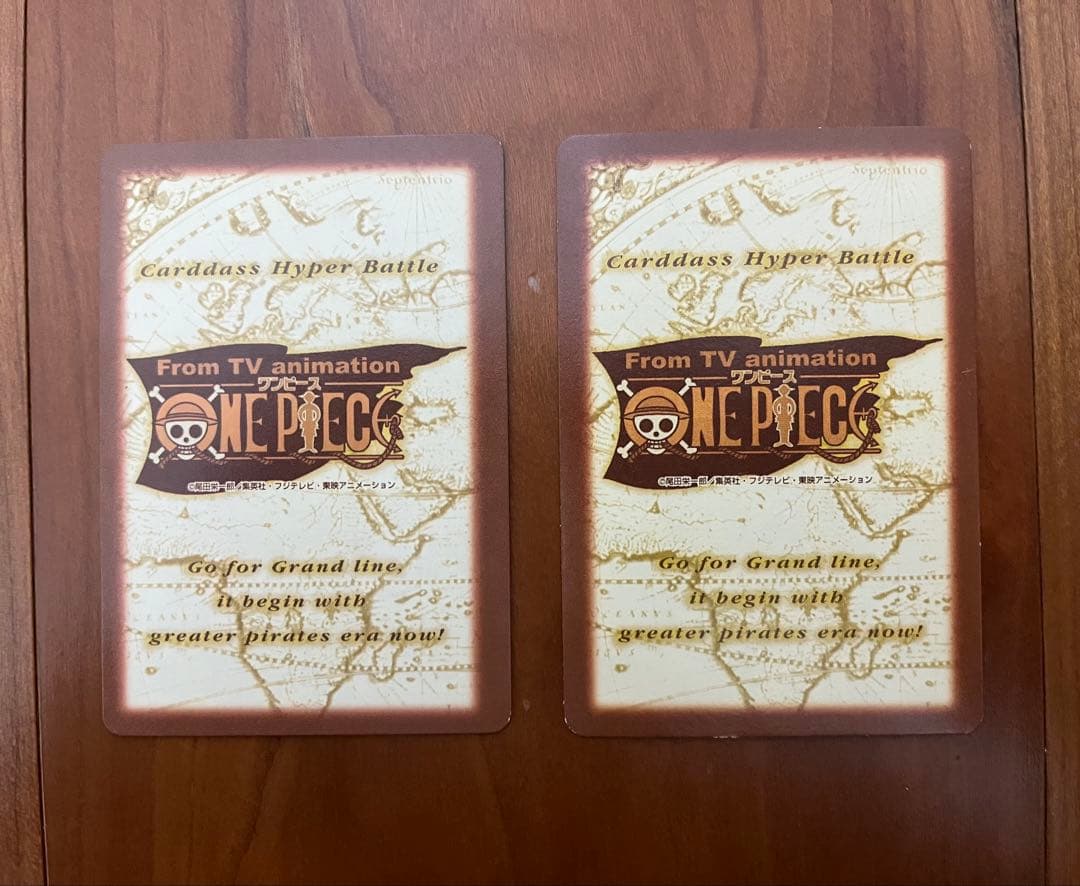 Septentrio
Carddass Hyper Battle
From TV animation
ワンピース
ONE PIECE
©尾田栄一郎/集英社・フジテレビ・東映アニメーション
Go for Grand line,
it begin with
greater pirates era now!
Septentrio
Carddass Hyper Battle
From TV animation
ワンピース
ONE PIECE
©尾田栄一郎/集英社・フジテレビ・東映アニメーション
Go for Grand line,
it begin with
greater pirates era now!